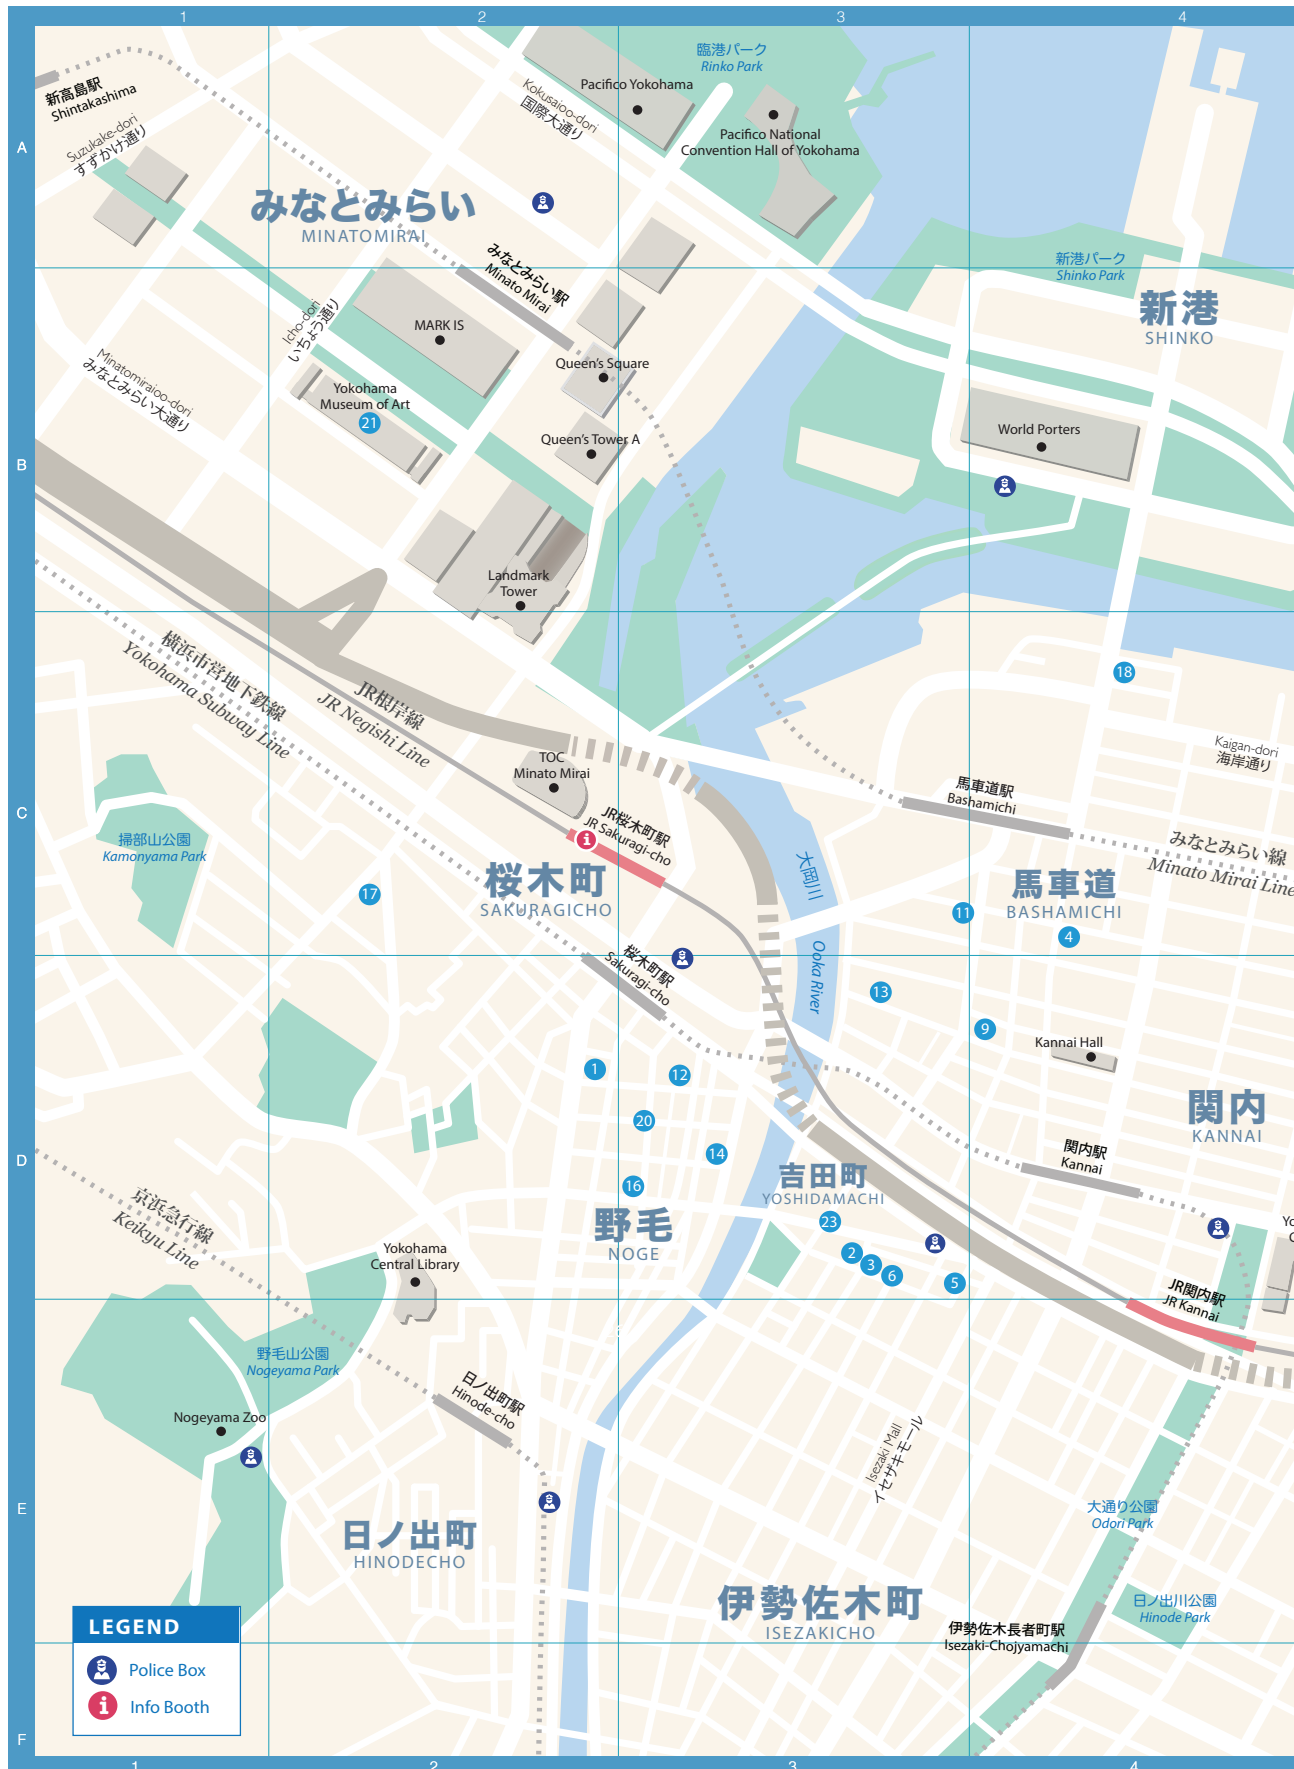 1
2
3
4
A
B
C
D
E
F
臨港パーク
Rinko Park
新高島駅
Shintakashima
Suzukake-dori
すずかけ通り
Kokusaioo-dori
国際大通り
Pacifico Yokohama
Pacifico National
Convention Hall of Yokohama
みなとみらい
MINATOMIRAI
みなとみらい駅
Minato Mirai
新港パーク
Shinko Park
新港
SHINKO
Icho-dori
いちょう通り
MARK IS
Queen's Square
Minatomiraioo-dori
みなとみらい大通り
Yokohama
Museum of Art
21
Queen's Tower A
World Porters
Landmark
Tower
横浜市営地下鉄線
Yokohama Subway Line
JR根岸線
JR Negishi Line
18
Kaigan-dori
海岸通り
TOC
Minato Mirai
馬車道駅
Bashamichi
JR桜木町駅
JR Sakuragi-cho
i
掃部山公園
Kamonyama Park
大岡川
Ooka River
みなとみらい線
Minato Mirai Line
17
桜木町
SAKURAGICHO
馬車道
BASHAMICHI
11
4
桜木町駅
Sakuragi-cho
13
9
Kannai Hall
1
12
20
14
16
関内
KANNAI
関内駅
Kannai
吉田町
YOSHIDAMACHI
23
2
3
6
5
野毛
NOGE
京浜急行線
Keikyu Line
Yokohama
Central Library
Yo
C
JR関内駅
JR Kannai
野毛山公園
Nogeyama Park
日ノ出町駅
Hinode-cho
Nogeyama Zoo
Isezaki Mall
イセザキモール
大通り公園
Odori Park
日ノ出町
HINODECHO
伊勢佐木町
ISEZAKICHO
日ノ出川公園
Hinode Park
伊勢佐木長者町駅
Isezaki-Chojyamachi
LEGEND
Police Box
i
Info Booth
1
2
3
4